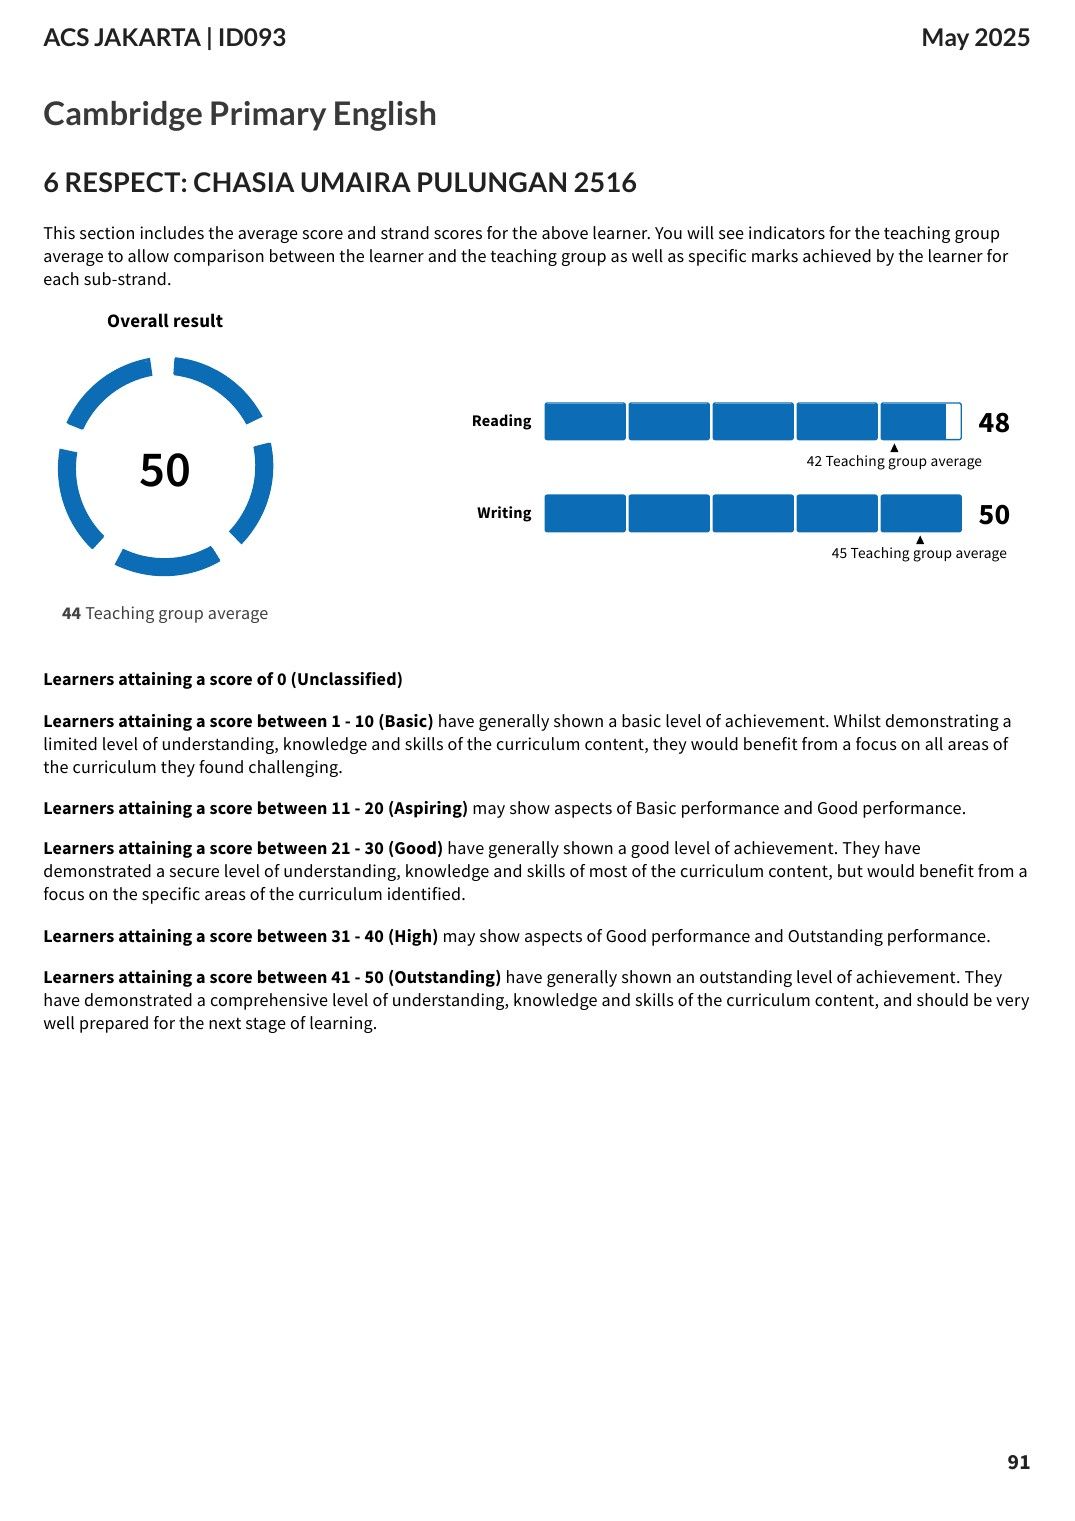 ACS JAKARTA | ID093
May 2025
Cambridge Primary English
6 RESPECT: CHASIA UMAIRA PULUNGAN 2516
This section includes the average score and strand scores for the above learner. You will see indicators for the teaching group
average to allow comparison between the learner and the teaching group as well as specific marks achieved by the learner for
each sub-strand.
Overall result
50
44 Teaching group average
Reading
48
42 Teaching group average
Writing
50
45 Teaching group average
Learners attaining a score of 0 (Unclassified)
Learners attaining a score between 1 - 10 (Basic) have generally shown a basic level of achievement. Whilst demonstrating a
limited level of understanding, knowledge and skills of the curriculum content, they would benefit from a focus on all areas of
the curriculum they found challenging.
Learners attaining a score between 11 - 20 (Aspiring) may show aspects of Basic performance and Good performance.
Learners attaining a score between 21 - 30 (Good) have generally shown a good level of achievement. They have
demonstrated a secure level of understanding, knowledge and skills of most of the curriculum content, but would benefit from a
focus on the specific areas of the curriculum identified.
Learners attaining a score between 31 - 40 (High) may show aspects of Good performance and Outstanding performance.
Learners attaining a score between 41 - 50 (Outstanding) have generally shown an outstanding level of achievement. They
have demonstrated a comprehensive level of understanding, knowledge and skills of the curriculum content, and should be very
well prepared for the next stage of learning.
91